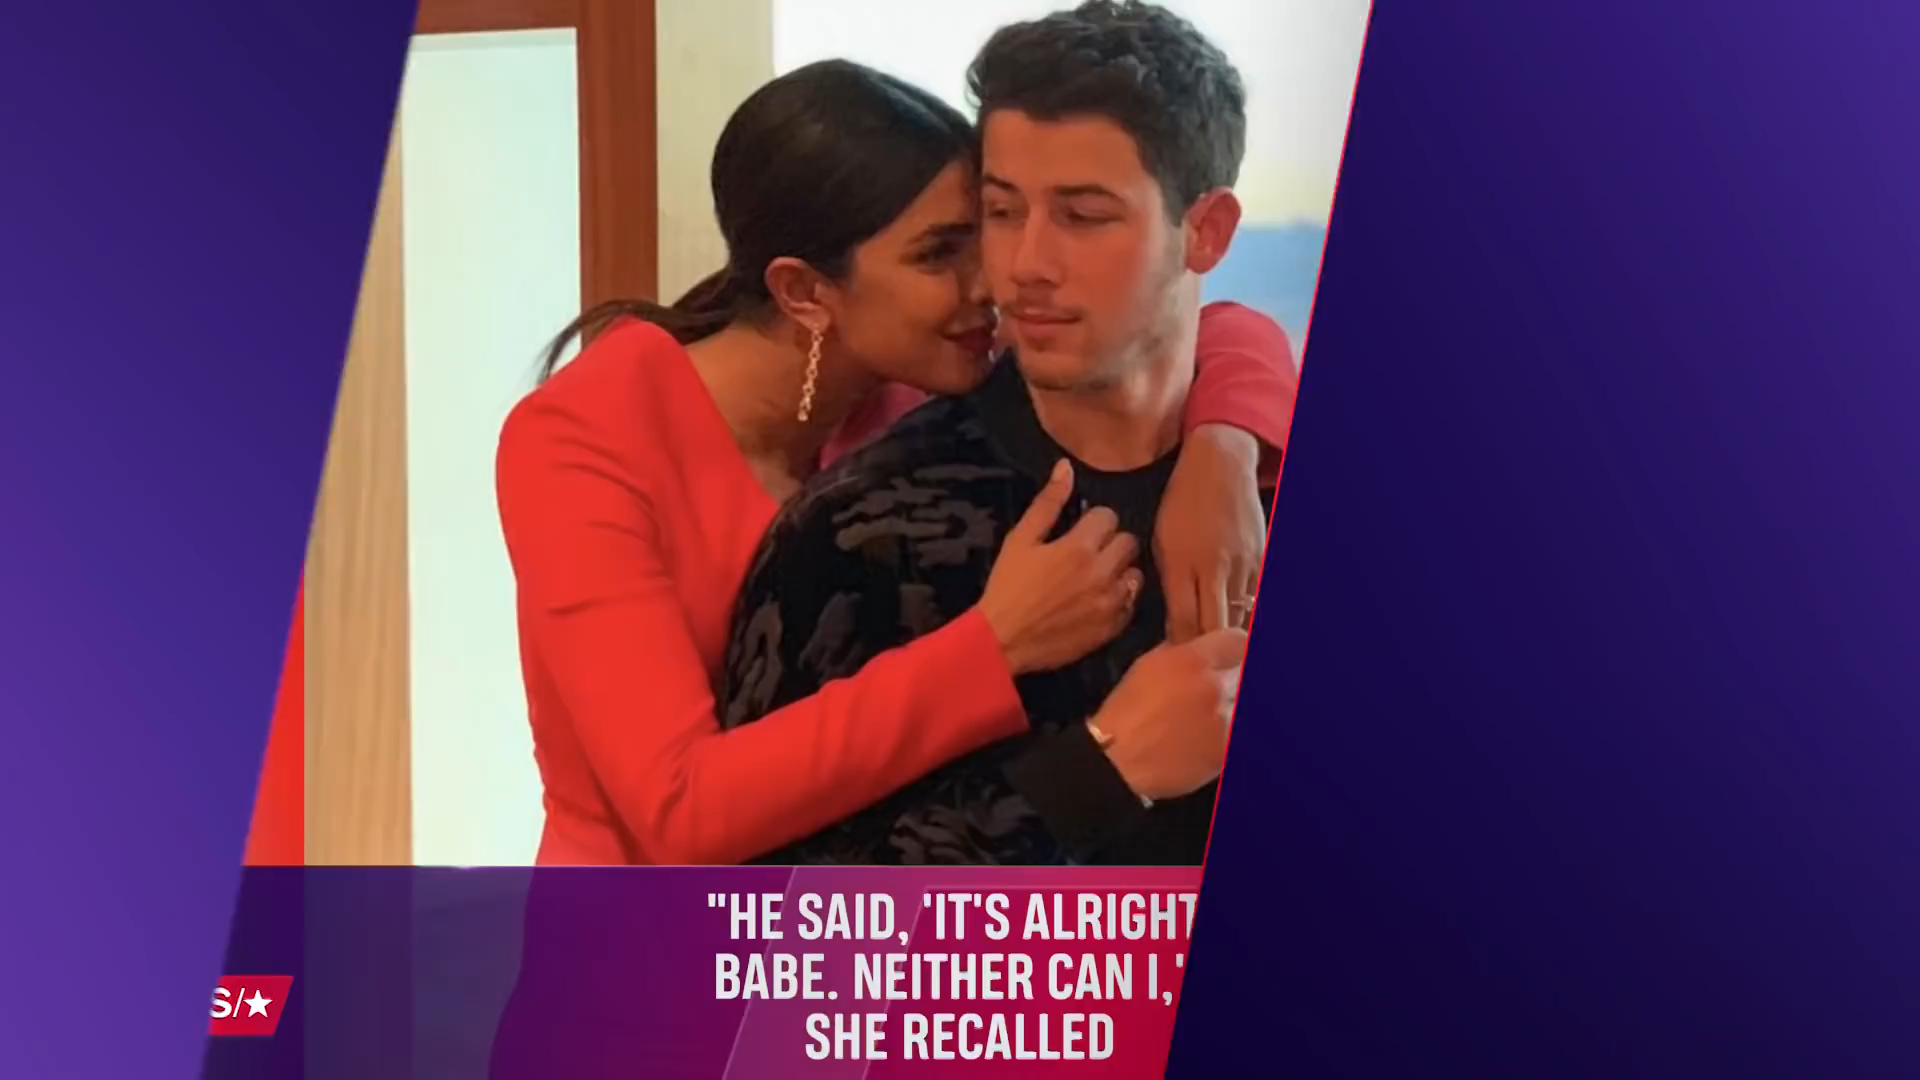 "HE SAID, 'IT'S ALRIGHT
BABE. NEITHER CAN I,'
SHE RECALLED
S/★